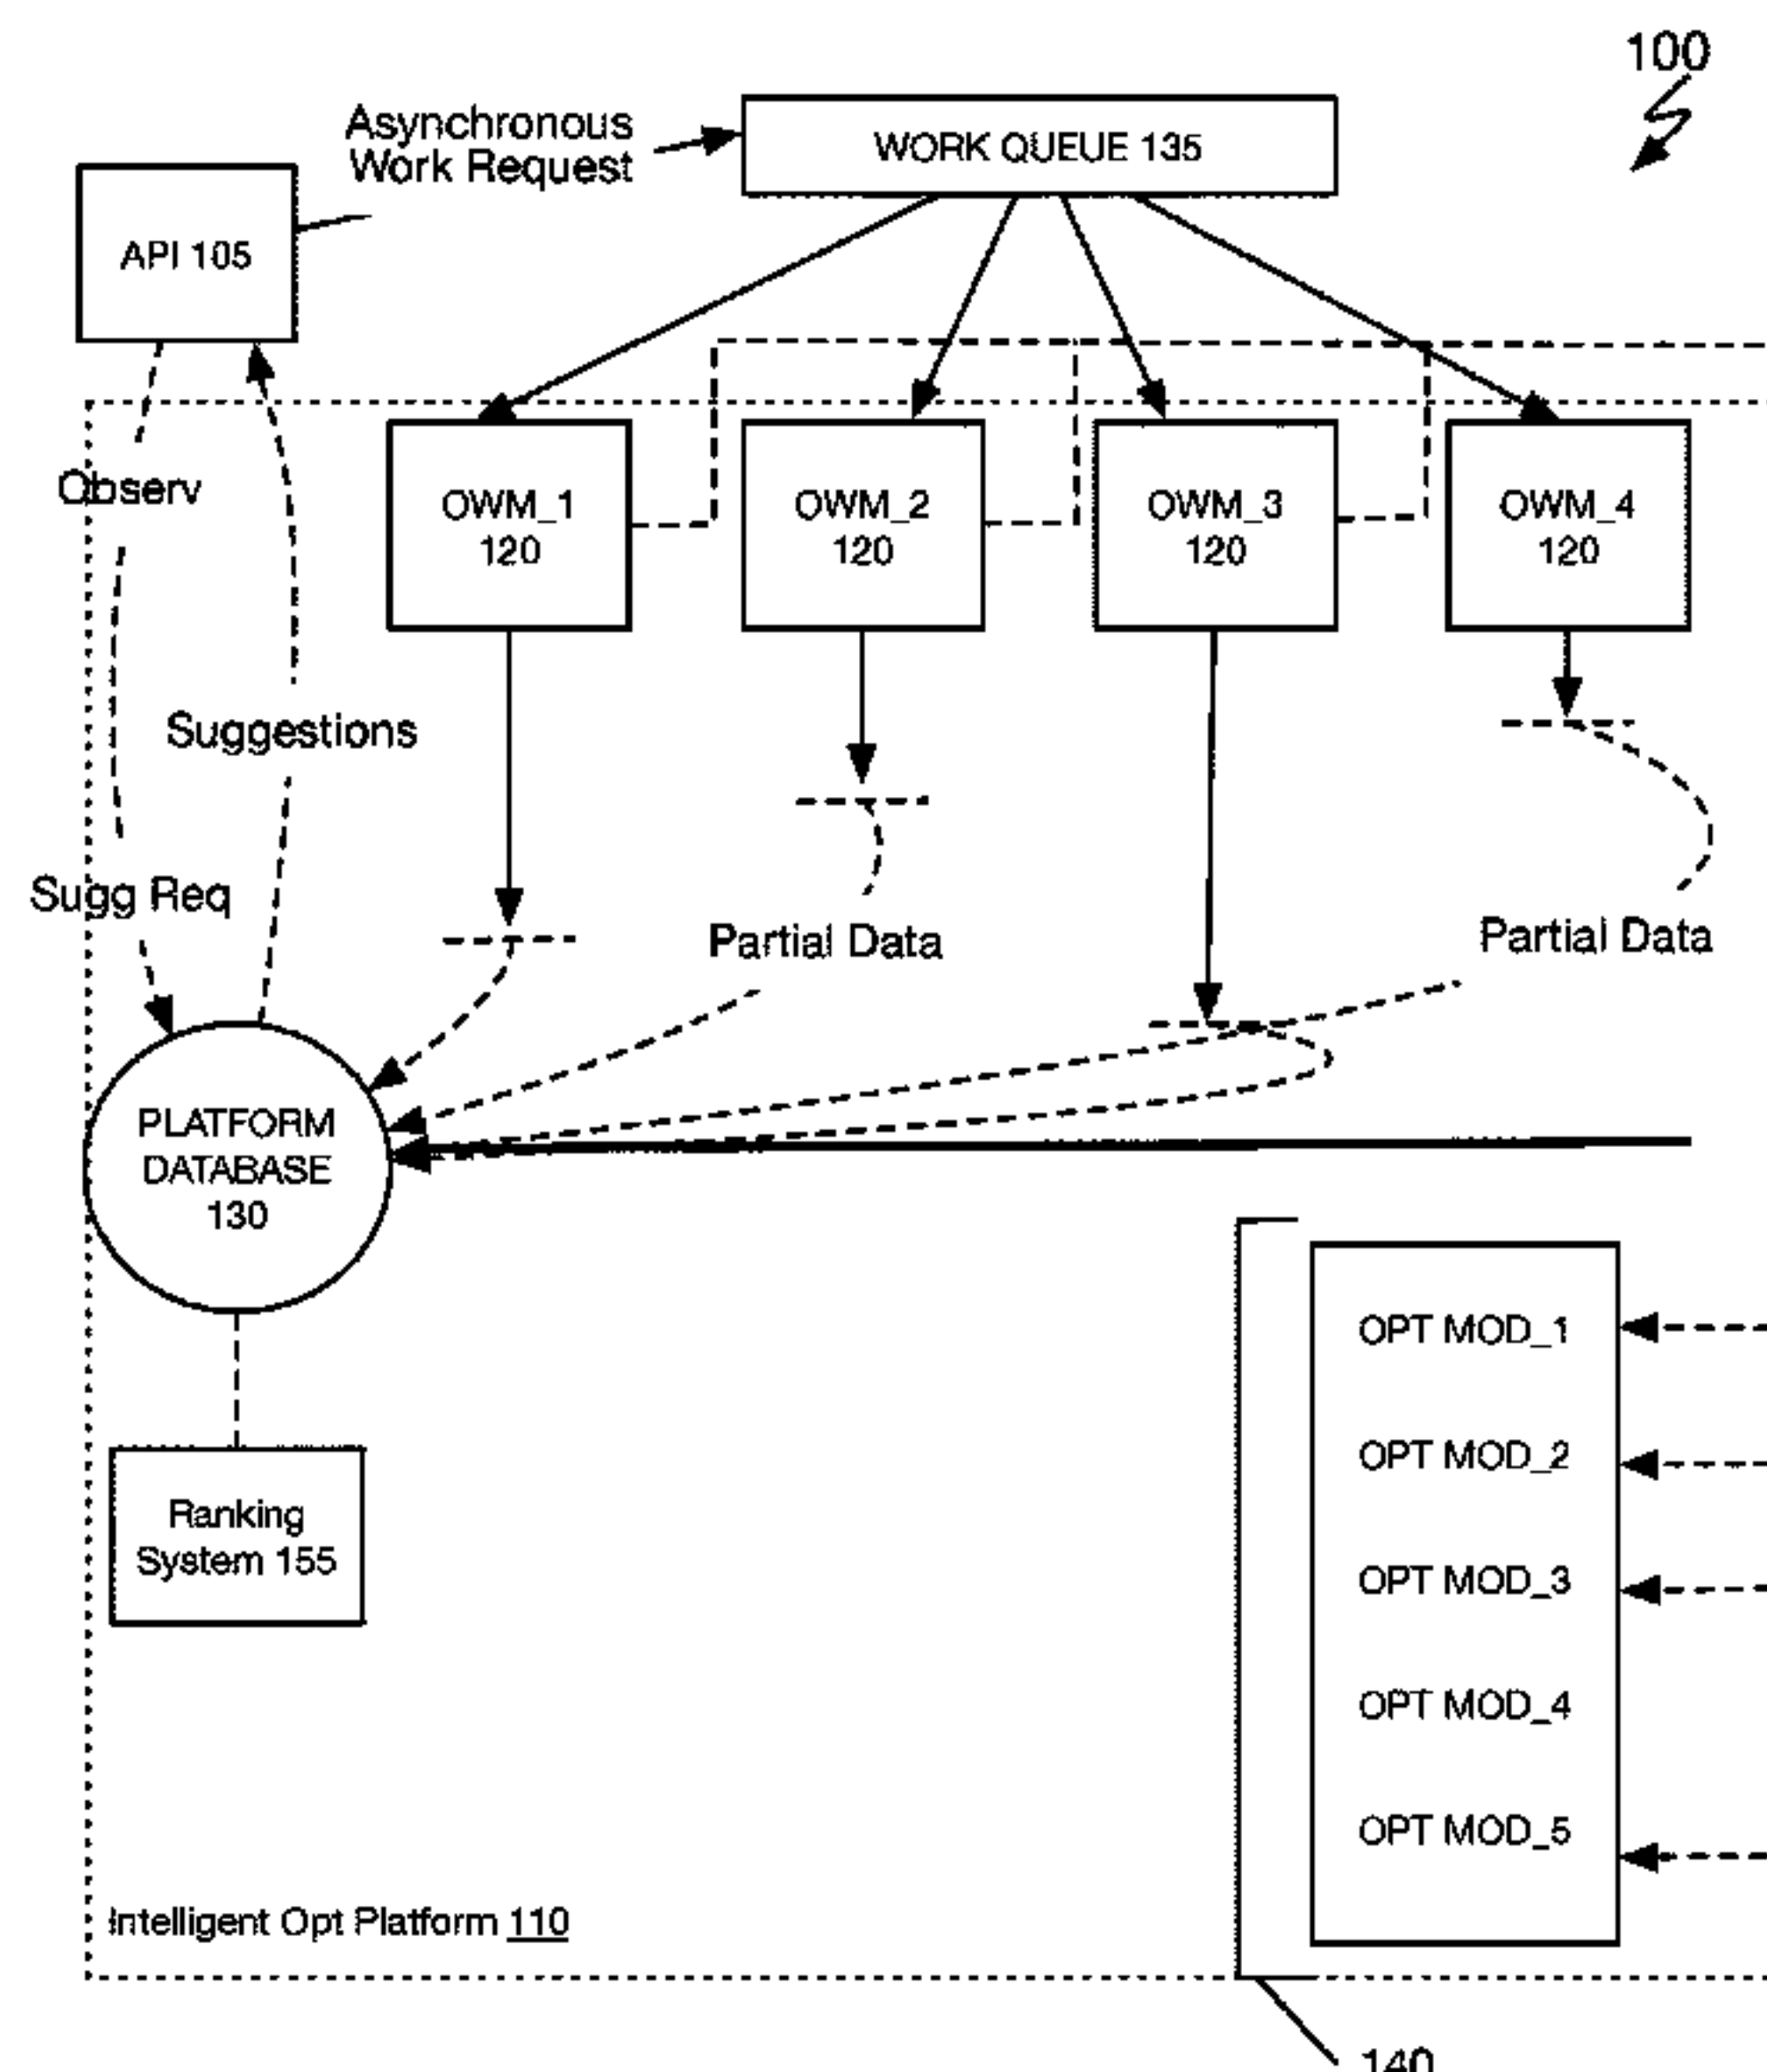 100
Asynchronous
Work Request
WORK QUEUE 135
API 105
Observ
OWM_1
120
OWM_2
120
OWM_3
120
OWM_4
120
Suggestions
Sugg Req
Partial Data
Partial Data
PLATFORM
DATABASE
130
OPT MOD_1
OPT MOD_2
OPT MOD_3
OPT MOD_4
OPT MOD_5
Ranking
System 155
Intelligent Opt Platform 110
140